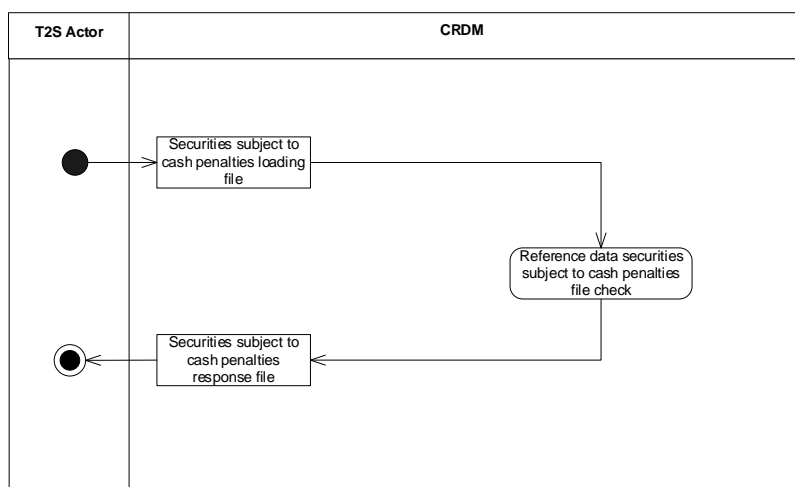 T2S Actor
CRDM
Securities subject to
cash penalties loading
file
Reference data securities
subject to cash penalties
file check
Securities subject to
cash penalties
response file